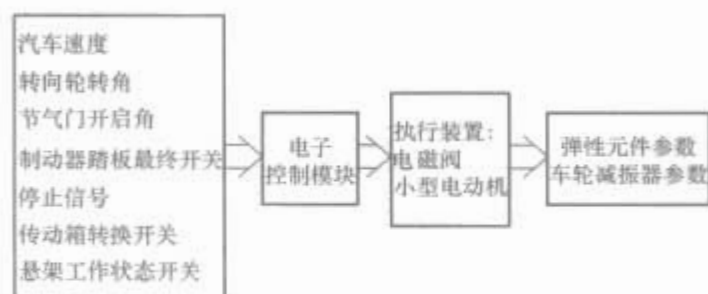 汽车速度
转向轮转角
节气门开启角
制动器踏板最终开关
停止信号
传动箱转换开关
悬架工作状态开关
电子
控制模块
执行装置:
电磁阀
小型电动机
弹性元件参数
车轮减振器参数